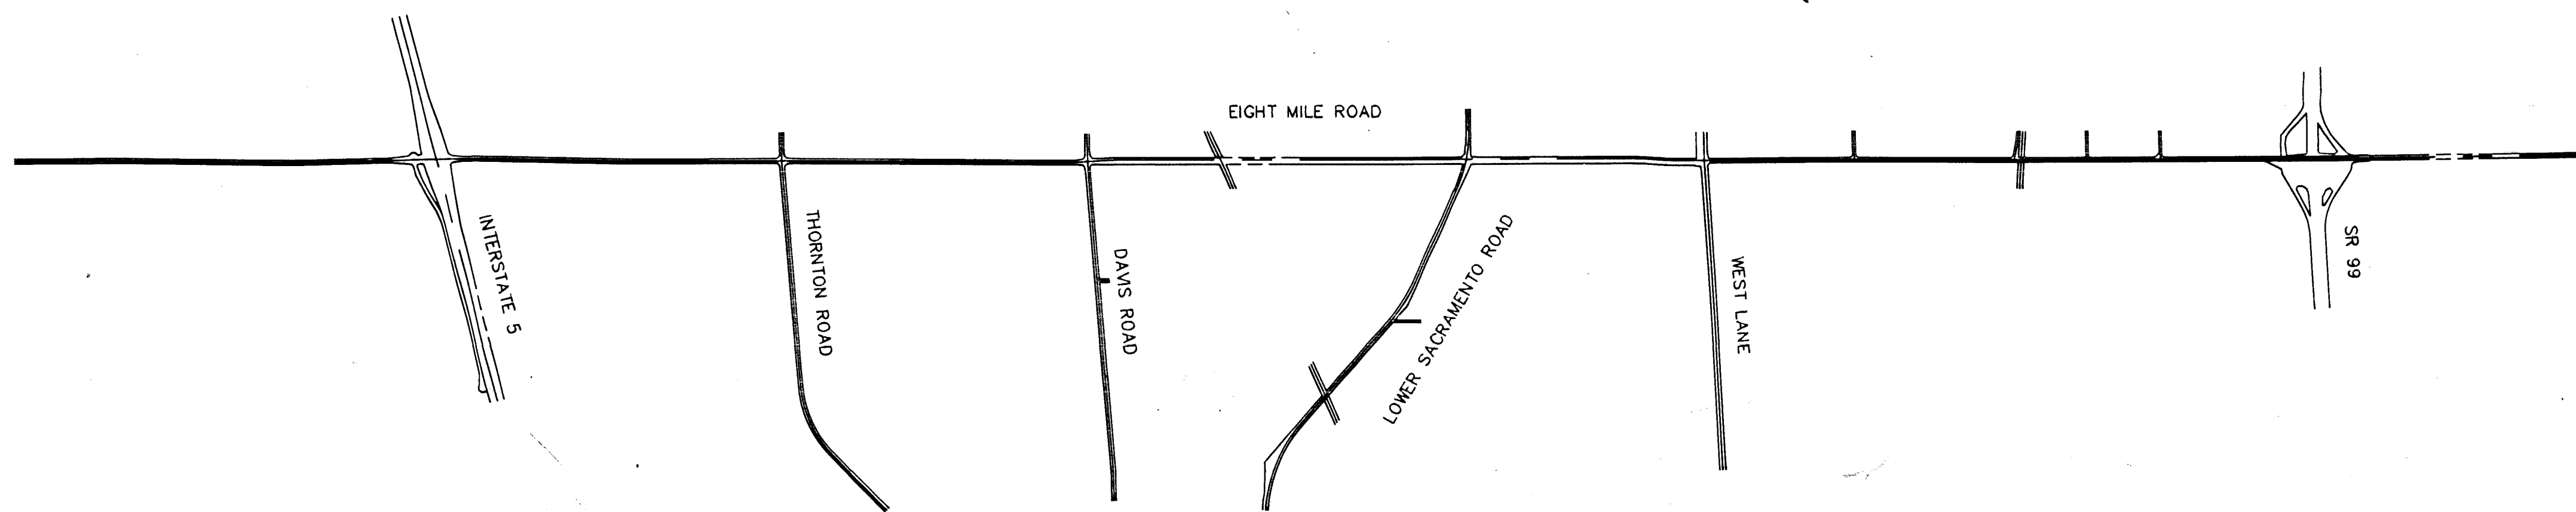 EIGHT MILE ROAD
INTERSTATE 5
THORNTON ROAD
DAVIS ROAD
LOWER SACRAMENTO ROAD
WEST LANE
SR 99